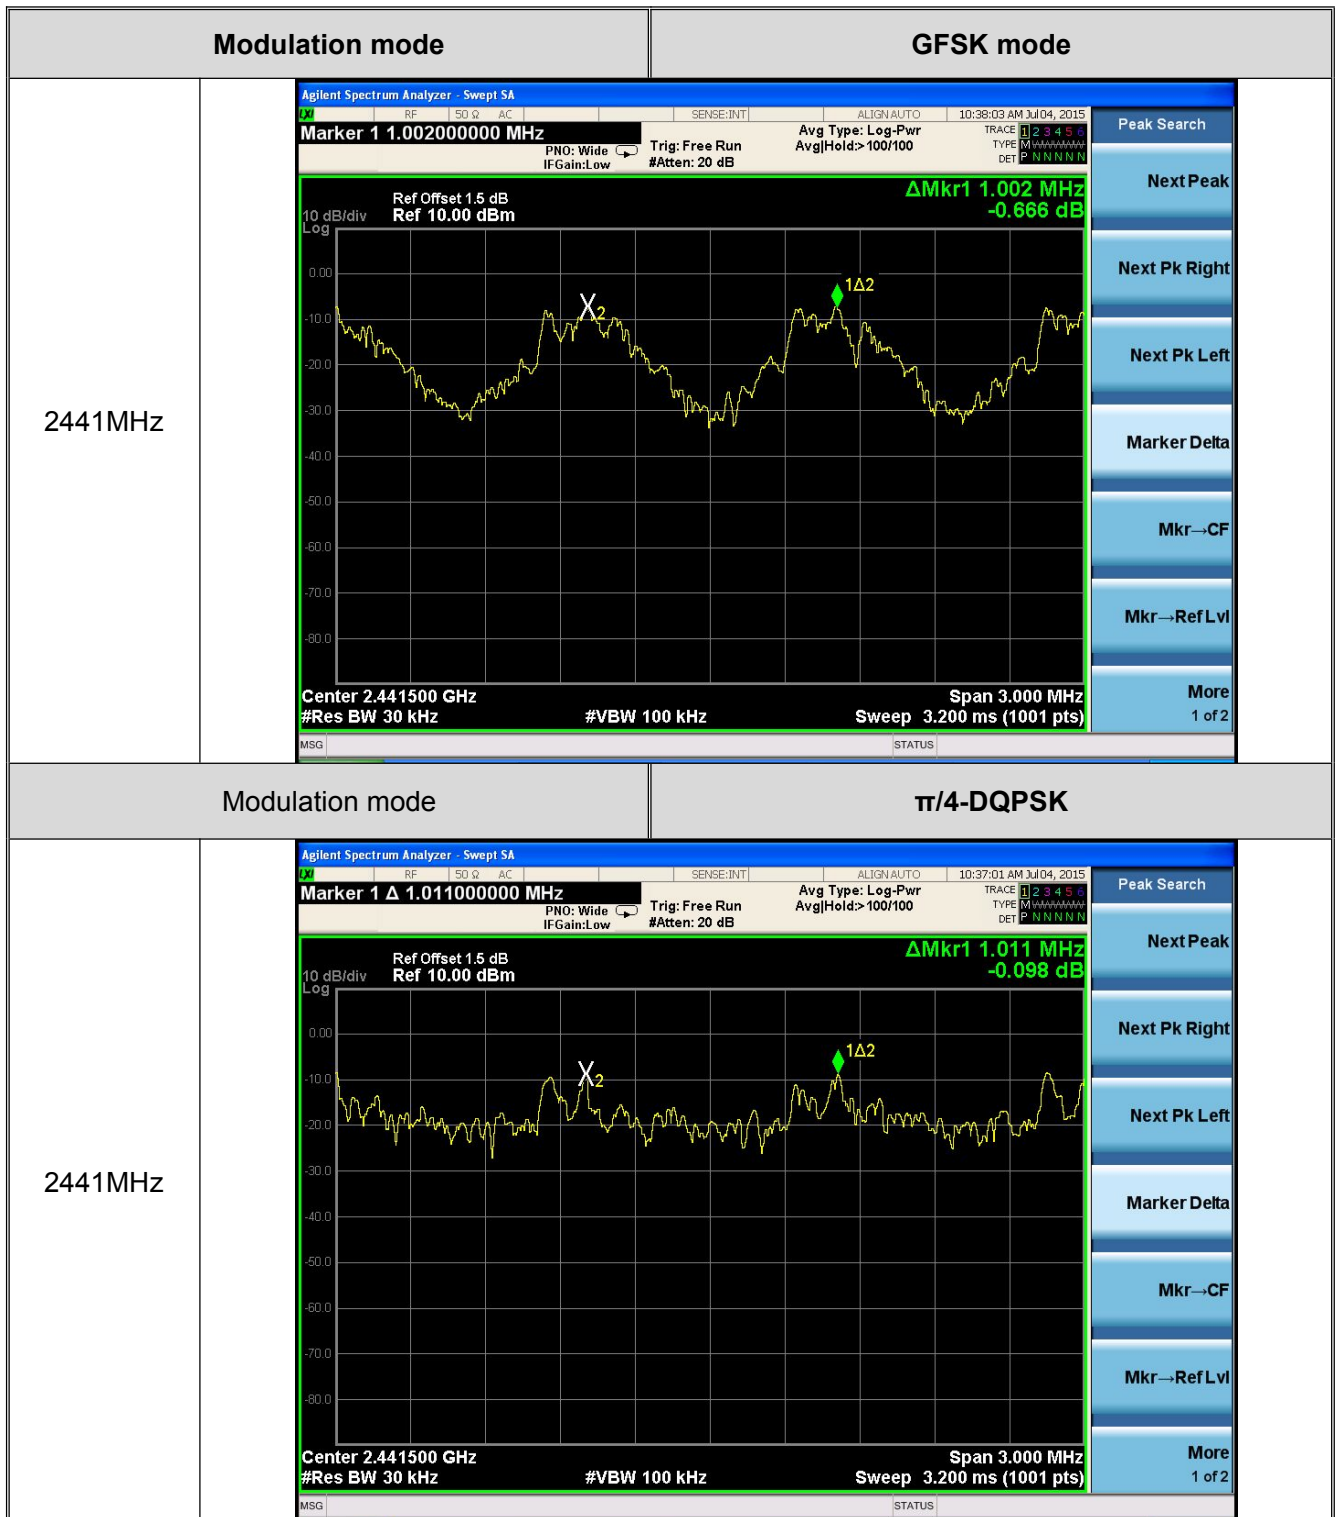 Modulation mode GFSK mode
2441MHz
Agilent Spectrum Analyzer - Swept SA
LXI RF 50 Ω AC SENSE:INT ALIGN AUTO 10:38:03 AM Jul 04, 2015
Marker 1 1.002000000 MHz
PNO: Wide
IFGain:Low
Trig: Free Run
#Atten: 20 dB
Avg Type: Log-Pwr
Avg|Hold:>100/100
TRACE 1 2 3 4 5 6
TYPE M
DET P N N N N N
ΔMkr1 1.002 MHz
-0.666 dB
Ref Offset 1.5 dB
10 dB/div Ref 10.00 dBm
Log
0.00
-10.0
-20.0
-30.0
-40.0
-50.0
-60.0
-70.0
-80.0
X2
1Δ2
Center 2.441500 GHz Span 3.000 MHz
#Res BW 30 kHz #VBW 100 kHz Sweep 3.200 ms (1001 pts)
MSG STATUS
Peak Search
Next Peak
Next Pk Right
Next Pk Left
Marker Delta
Mkr→CF
Mkr→Ref Lvl
More
1 of 2
Modulation mode π/4-DQPSK
2441MHz
Agilent Spectrum Analyzer - Swept SA
LXI RF 50 Ω AC SENSE:INT ALIGN AUTO 10:37:01 AM Jul 04, 2015
Marker 1 Δ 1.011000000 MHz
PNO: Wide
IFGain:Low
Trig: Free Run
#Atten: 20 dB
Avg Type: Log-Pwr
Avg|Hold:>100/100
TRACE 1 2 3 4 5 6
TYPE M
DET P N N N N N
ΔMkr1 1.011 MHz
-0.098 dB
Ref Offset 1.5 dB
10 dB/div Ref 10.00 dBm
Log
0.00
-10.0
-20.0
-30.0
-40.0
-50.0
-60.0
-70.0
-80.0
X2
1Δ2
Center 2.441500 GHz Span 3.000 MHz
#Res BW 30 kHz #VBW 100 kHz Sweep 3.200 ms (1001 pts)
MSG STATUS
Peak Search
Next Peak
Next Pk Right
Next Pk Left
Marker Delta
Mkr→CF
Mkr→Ref Lvl
More
1 of 2